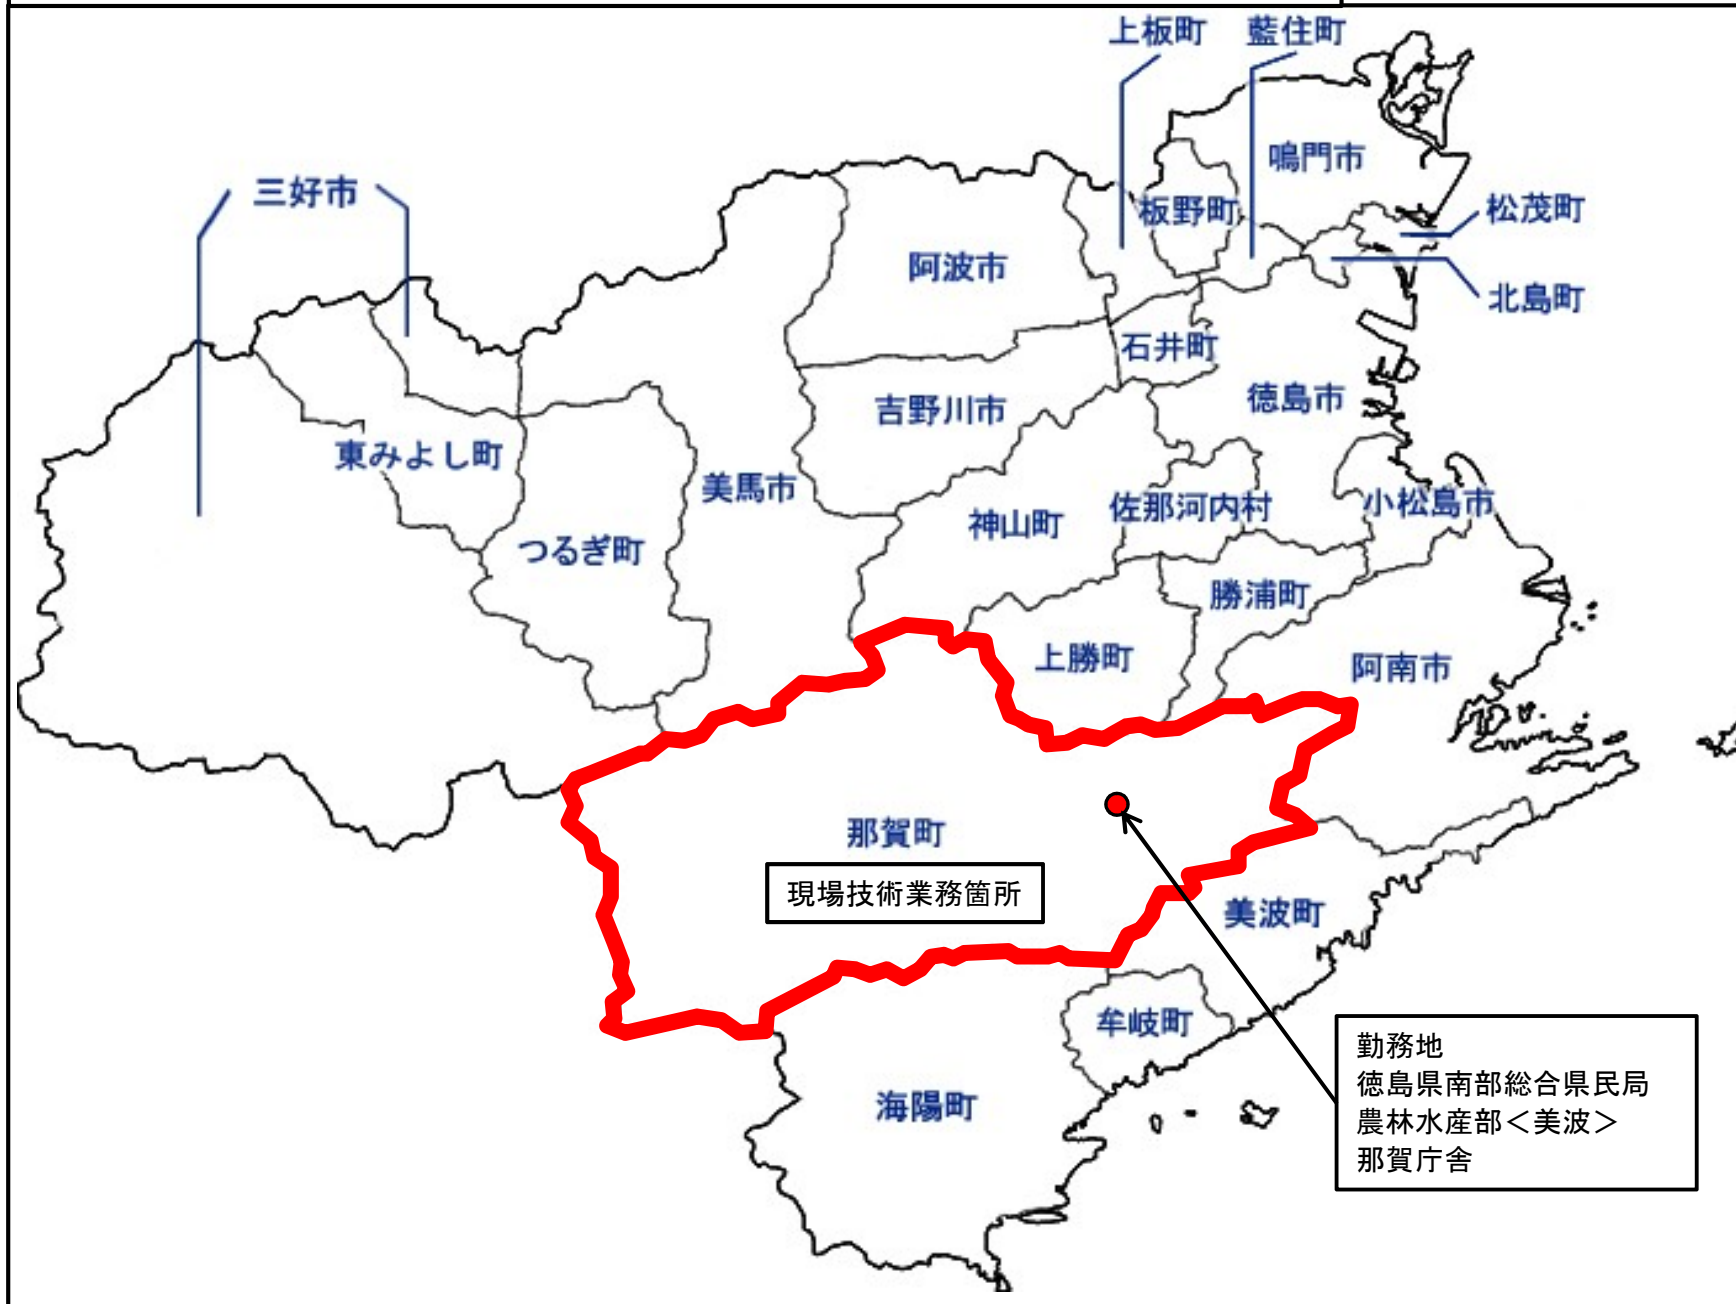 上板町
藍住町
鳴門市
三好市
板野町
松茂町
阿波市
北島町
石井町
徳島市
吉野川市
東みよし町
美馬市
佐那河内村
小松島市
神山町
つるぎ町
勝浦町
上勝町
阿南市
那賀町
現場技術業務箇所
美波町
牟岐町
海陽町
勤務地
徳島県南部総合県民局
農林水産部＜美波＞
那賀庁舎